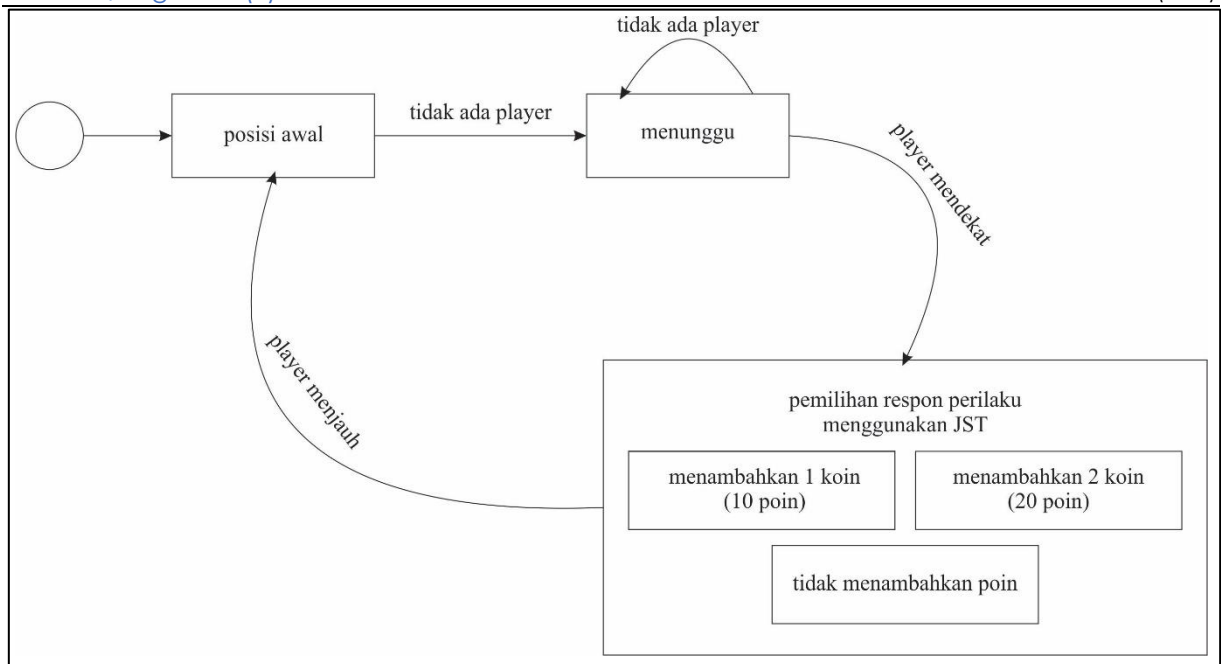 tidak ada player
tidak ada player
posisi awal
menunggu
player mendekat
player menjauh
pemilihan respon perilaku
menggunakan JST
menambahkan 1 koin
(10 poin)
menambahkan 2 koin
(20 poin)
tidak menambahkan poin